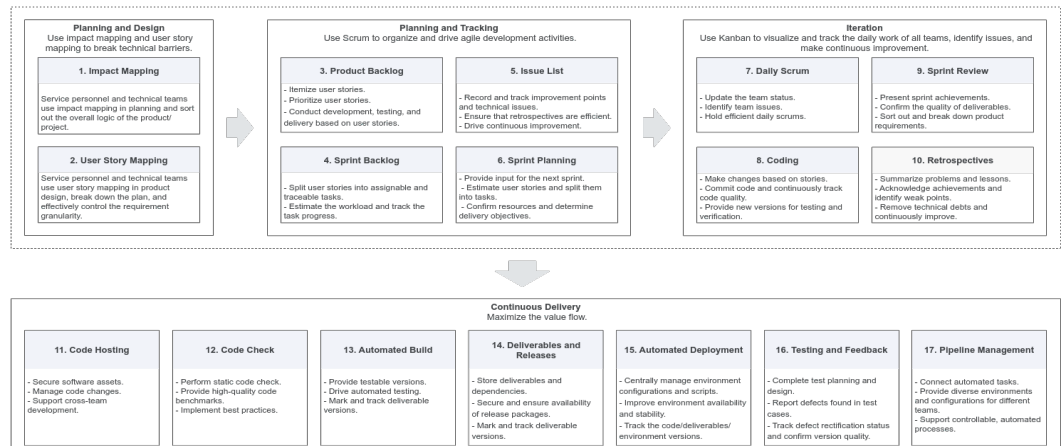 Planning and Design
Use impact mapping and user story
mapping to break technical barriers.
1. Impact Mapping
Service personnel and technical teams
use impact mapping in planning and sort
out the overall logic of the product/
project.
2. User Story Mapping
Service personnel and technical teams
use user story mapping in product
design, break down the plan, and
effectively control the requirement
granularity.
Planning and Tracking
Use Scrum to organize and drive agile development activities.
3. Product Backlog
- Itemize user stories.
- Prioritize user stories.
- Conduct development, testing, and
delivery based on user stories.
5. Issue List
- Record and track improvement points
and technical issues.
- Ensure that retrospectives are efficient.
- Drive continuous improvement.
4. Sprint Backlog
- Split user stories into assignable and
traceable tasks.
- Estimate the workload and track the
task progress.
6. Sprint Planning
- Provide input for the next sprint.
- Estimate user stories and split them
into tasks.
- Confirm resources and determine
delivery objectives.
Iteration
Use Kanban to visualize and track the daily work of all teams, identify issues, and
make continuous improvement.
7. Daily Scrum
- Update the team status.
- Identify team issues.
- Hold efficient daily scrums.
9. Sprint Review
- Present sprint achievements.
- Confirm the quality of deliverables.
- Sort out and break down product
requirements.
8. Coding
- Make changes based on stories.
- Commit code and continuously track
code quality.
- Provide new versions for testing and
verification.
10. Retrospectives
- Summarize problems and lessons.
- Acknowledge achievements and
identify weak points.
- Remove technical debts and
continuously improve.
Continuous Delivery
Maximize the value flow.
11. Code Hosting
- Secure software assets.
- Manage code changes.
- Support cross-team
development.
12. Code Check
- Perform static code check.
- Provide high-quality code
benchmarks.
- Implement best practices.
13. Automated Build
- Provide testable versions.
- Drive automated testing.
- Mark and track deliverable
versions.
14. Deliverables and
Releases
- Store deliverables and
dependencies.
- Secure and ensure availability
of release packages.
- Mark and track deliverable
versions.
15. Automated Deployment
- Centrally manage environment
configurations and scripts.
- Improve environment availability
and stability.
- Track the code/deliverables/
environment versions.
16. Testing and Feedback
- Complete test planning and
design.
- Report defects found in test
cases.
- Track defect rectification status
and confirm version quality.
17. Pipeline Management
- Connect automated tasks.
- Provide diverse environments
and configurations for different
teams.
- Support controllable, automated
processes.